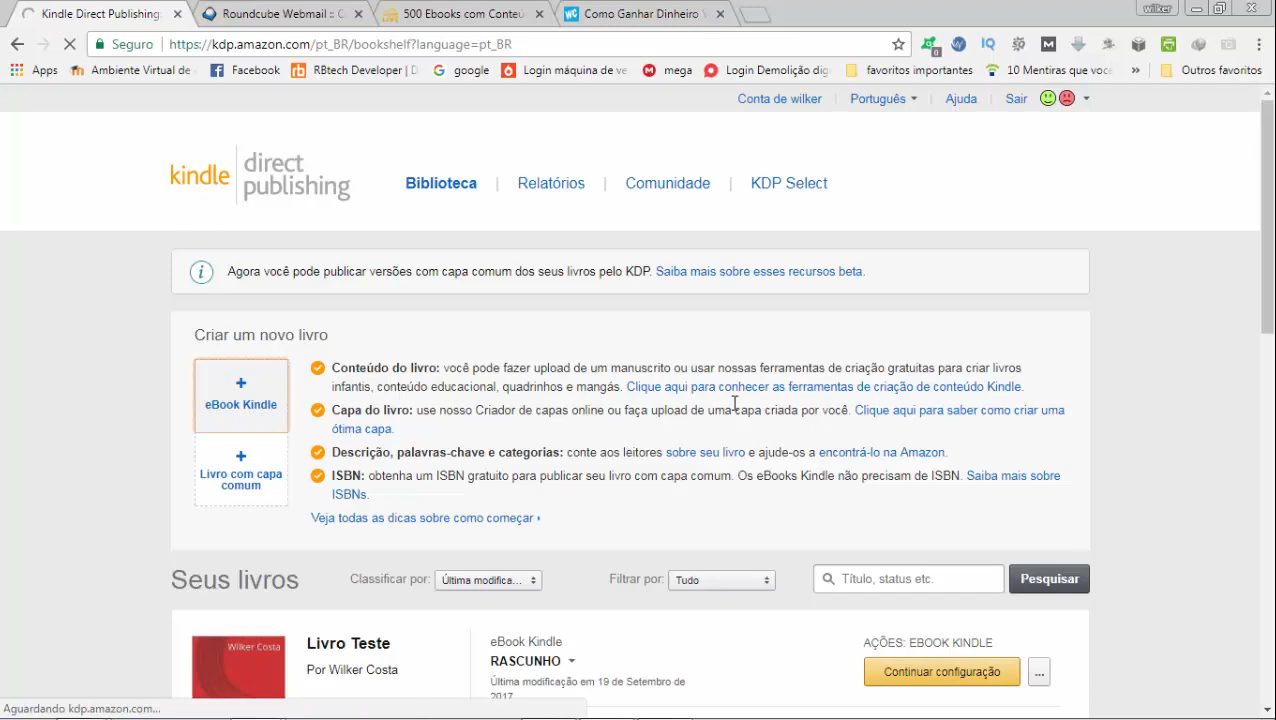 Kindle Direct Publishing:
Roundcube Webmail :: C
500 Ebooks com Conteú
Como Ganhar Dinheiro
wilker
Seguro
https://kdp.amazon.com/pt_BR/bookshelf?language=pt_BR
Apps
Ambiente Virtual de
Facebook
RBtech Developer | D
google
Login máquina de ve
mega
Login Demolição dig
favoritos importantes
10 Mentiras que voc
Outros favoritos
Conta de wilker
Português
Ajuda
Sair
kindle direct publishing
Biblioteca | Relatórios | Comunidade | KDP Select
Agora você pode publicar versões com capa comum dos seus livros pelo KDP. Saiba mais sobre esses recursos beta.
Criar um novo livro
+
eBook Kindle
+
Livro com capa
comum
Conteúdo do livro: você pode fazer upload de um manuscrito ou usar nossas ferramentas de criação gratuitas para criar livros
infantis, conteúdo educacional, quadrinhos e mangás. Clique aqui para conhecer as ferramentas de criação de conteúdo Kindle.
Capa do livro: use nosso Criador de capas online ou faça upload de uma capa criada por você. Clique aqui para saber como criar uma
ótima capa.
Descrição, palavras-chave e categorias: conte aos leitores sobre seu livro e ajude-os a encontrá-lo na Amazon.
ISBN: obtenha um ISBN gratuito para publicar seu livro com capa comum. Os eBooks Kindle não precisam de ISBN. Saiba mais sobre
ISBNs.
Veja todas as dicas sobre como começar ›
Seus livros
Classificar por: Última modifica...
Filtrar por: Tudo
Título, status etc.
Pesquisar
Wilker Costa
Livro Teste
Por Wilker Costa
eBook Kindle
RASCUNHO
Última modificação em 19 de Setembro de
2017
AÇÕES: EBOOK KINDLE
Continuar configuração
...
Aguardando kdp.amazon.com...